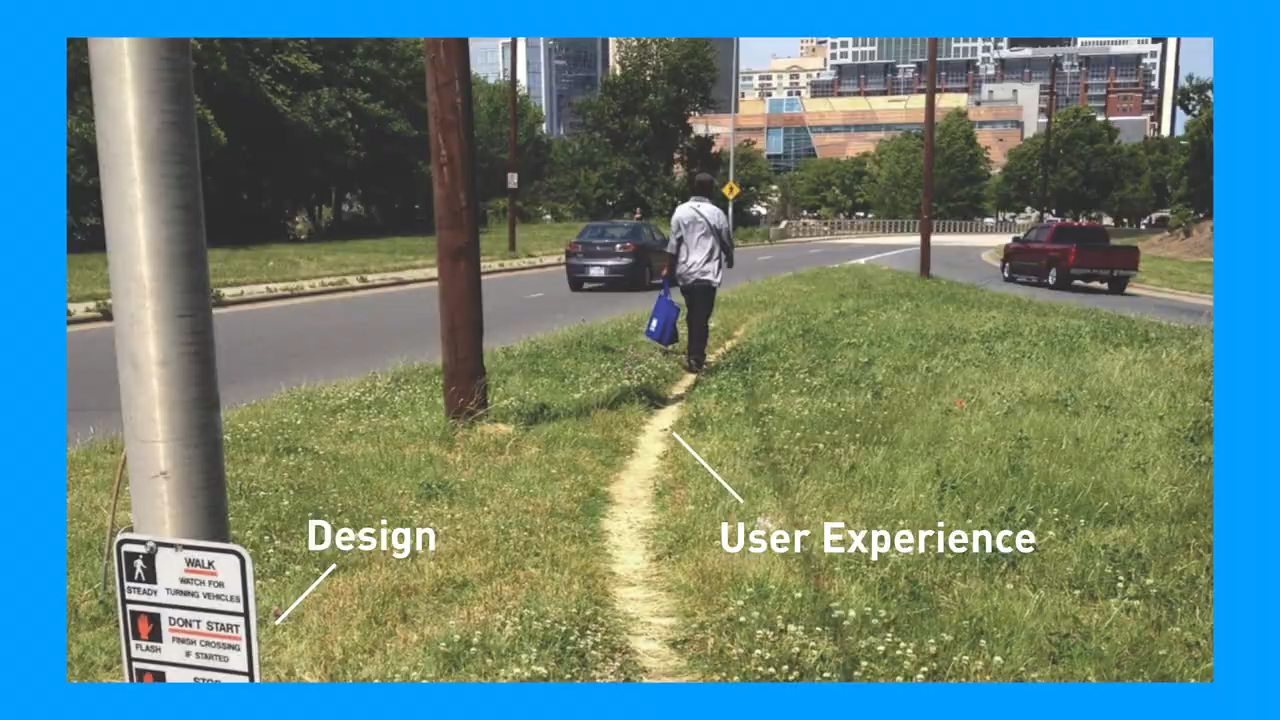 Design
User Experience
WALK
WATCH FOR
TURNING VEHICLES
STEADY
DON'T START
FINISH CROSSING
IF STARTED
FLASH